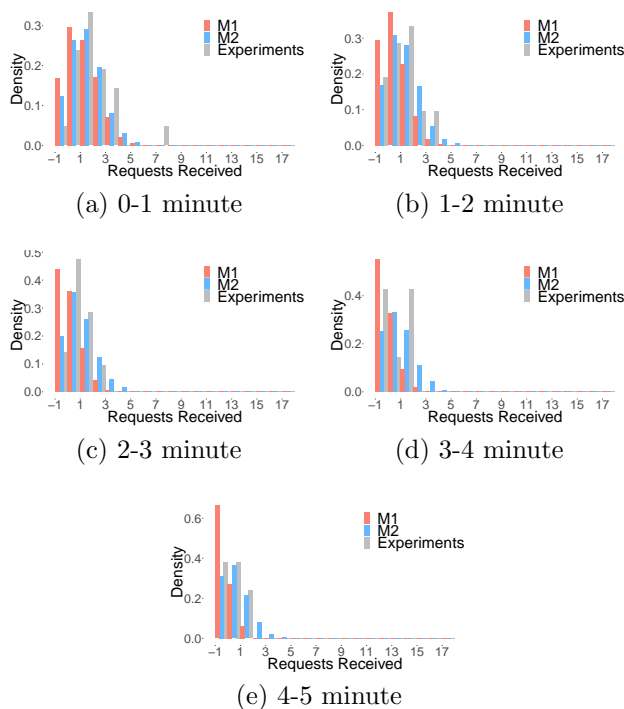 0.3
0.2
0.1
0.0
Density
M1
M2
Experiments
−1 1 3 5 7 9 11 13 15 17
Requests Received
(a) 0-1 minute
0.3
0.2
0.1
0.0
Density
M1
M2
Experiments
−1 1 3 5 7 9 11 13 15 17
Requests Received
(b) 1-2 minute
0.5
0.4
0.3
0.2
0.1
0.0
Density
M1
M2
Experiments
−1 1 3 5 7 9 11 13 15 17
Requests Received
(c) 2-3 minute
0.4
0.2
0.0
Density
M1
M2
Experiments
−1 1 3 5 7 9 11 13 15 17
Requests Received
(d) 3-4 minute
0.6
0.4
0.2
0.0
Density
M1
M2
Experiments
−1 1 3 5 7 9 11 13 15 17
Requests Received
(e) 4-5 minute